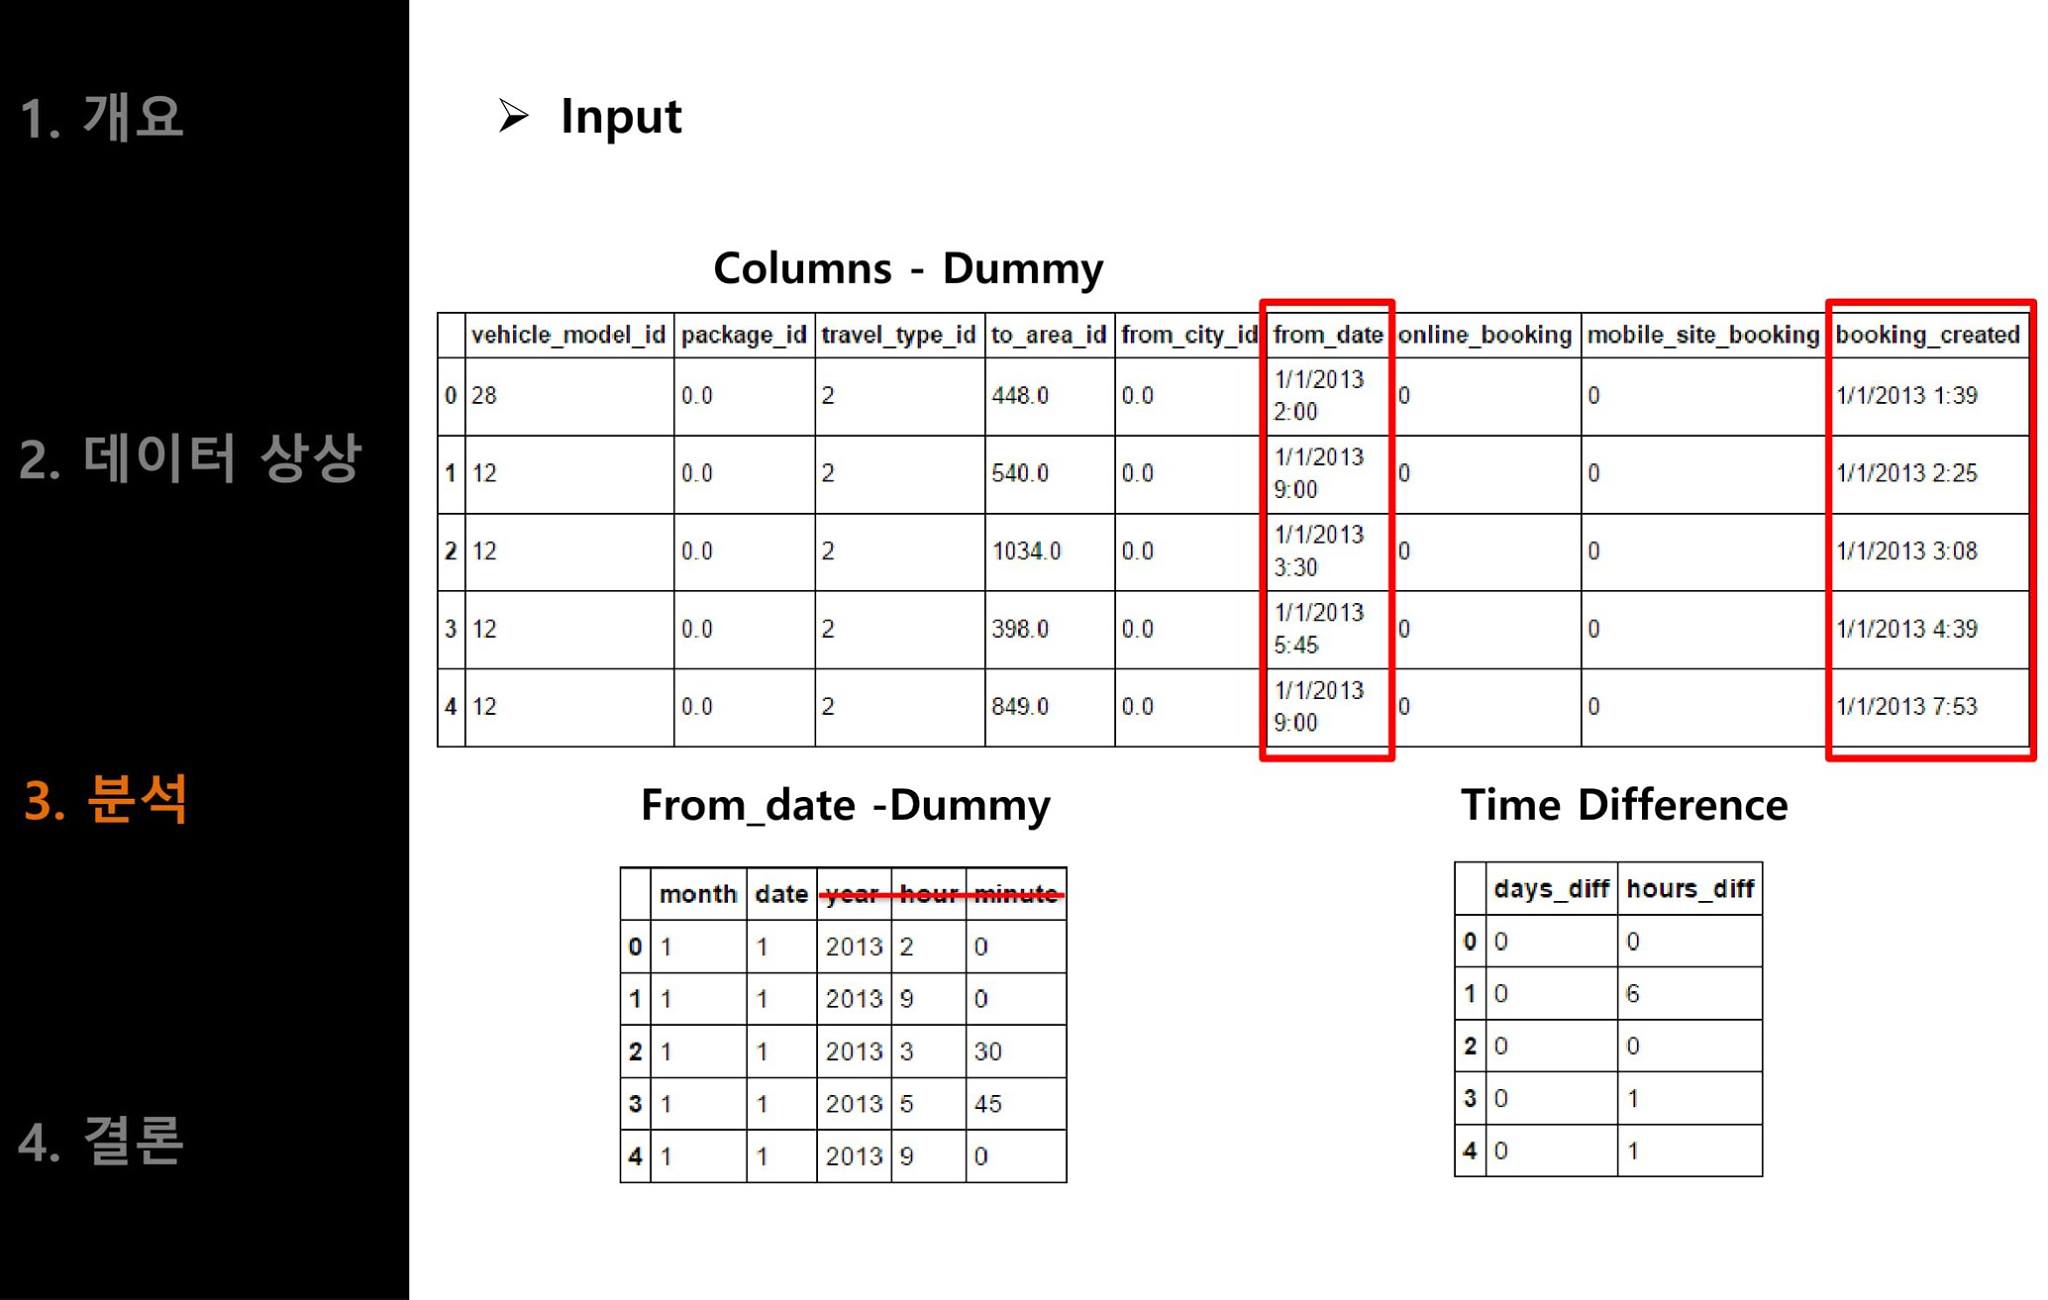 1. 개요
2. 데이터 상상
3. 분석
4. 결론
➢ Input
Columns - Dummy
vehicle_model_id package_id travel_type_id to_area_id from_city_id from_date online_booking mobile_site_booking booking_created
0 28 0.0 2 448.0 0.0 1/1/2013 2:00 0 0 1/1/2013 1:39
1 12 0.0 2 540.0 0.0 1/1/2013 9:00 0 0 1/1/2013 2:25
2 12 0.0 2 1034.0 0.0 1/1/2013 3:30 0 0 1/1/2013 3:08
3 12 0.0 2 398.0 0.0 1/1/2013 5:45 0 0 1/1/2013 4:39
4 12 0.0 2 849.0 0.0 1/1/2013 9:00 0 0 1/1/2013 7:53
From_date -Dummy
month date year hour minute
0 1 1 2013 2 0
1 1 1 2013 9 0
2 1 1 2013 3 30
3 1 1 2013 5 45
4 1 1 2013 9 0
Time Difference
days_diff hours_diff
0 0 0
1 0 6
2 0 0
3 0 1
4 0 1